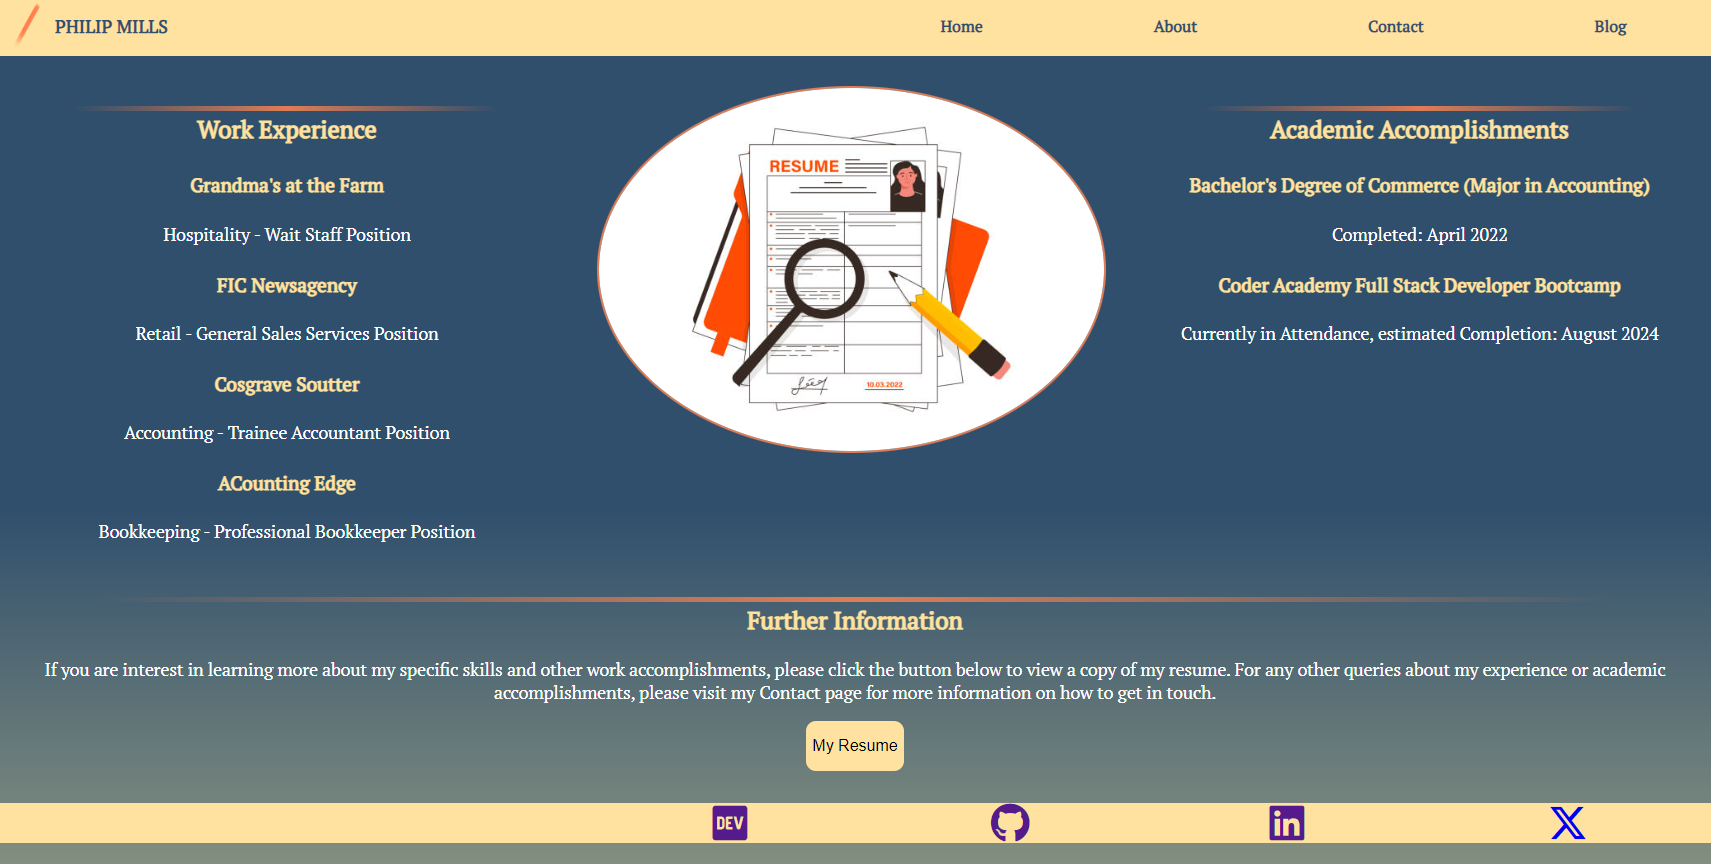 PHILIP MILLS
Home
About
Contact
Blog
Work Experience
Grandma's at the Farm
Hospitality - Wait Staff Position
FIC Newsagency
Retail - General Sales Services Position
Cosgrave Soutter
Accounting - Trainee Accountant Position
ACounting Edge
Bookkeeping - Professional Bookkeeper Position
RESUME
10.03.2022
Academic Accomplishments
Bachelor's Degree of Commerce (Major in Accounting)
Completed: April 2022
Coder Academy Full Stack Developer Bootcamp
Currently in Attendance, estimated Completion: August 2024
Further Information
If you are interest in learning more about my specific skills and other work accomplishments, please click the button below to view a copy of my resume. For any other queries about my experience or academic
accomplishments, please visit my Contact page for more information on how to get in touch.
My Resume
DEV
in
X